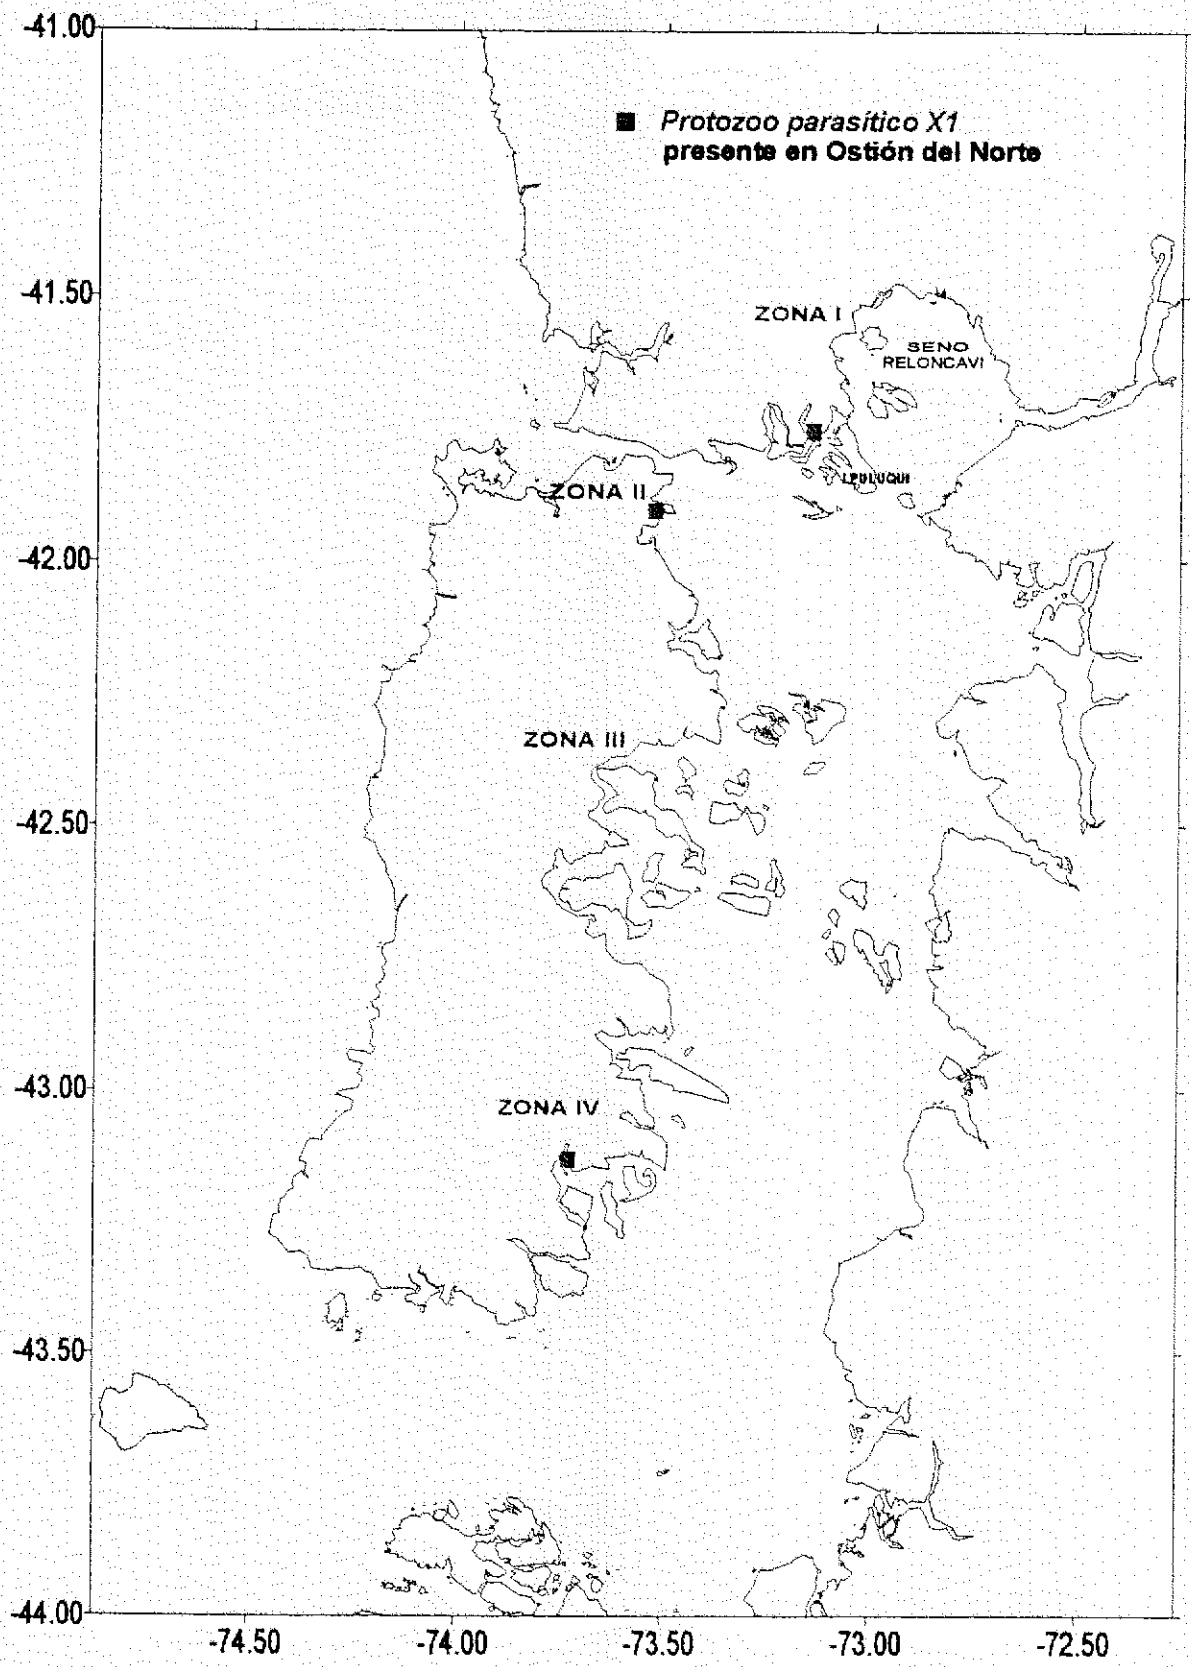 -41.00
Protozoo parasítico X1
presente en Ostión del Norte
-41.50
ZONA I
SENO
RELONCAVI
I.PULUQUI
ZONA II
-42.00
ZONA III
-42.50
-43.00
ZONA IV
-43.50
-44.00
-74.50 -74.00 -73.50 -73.00 -72.50